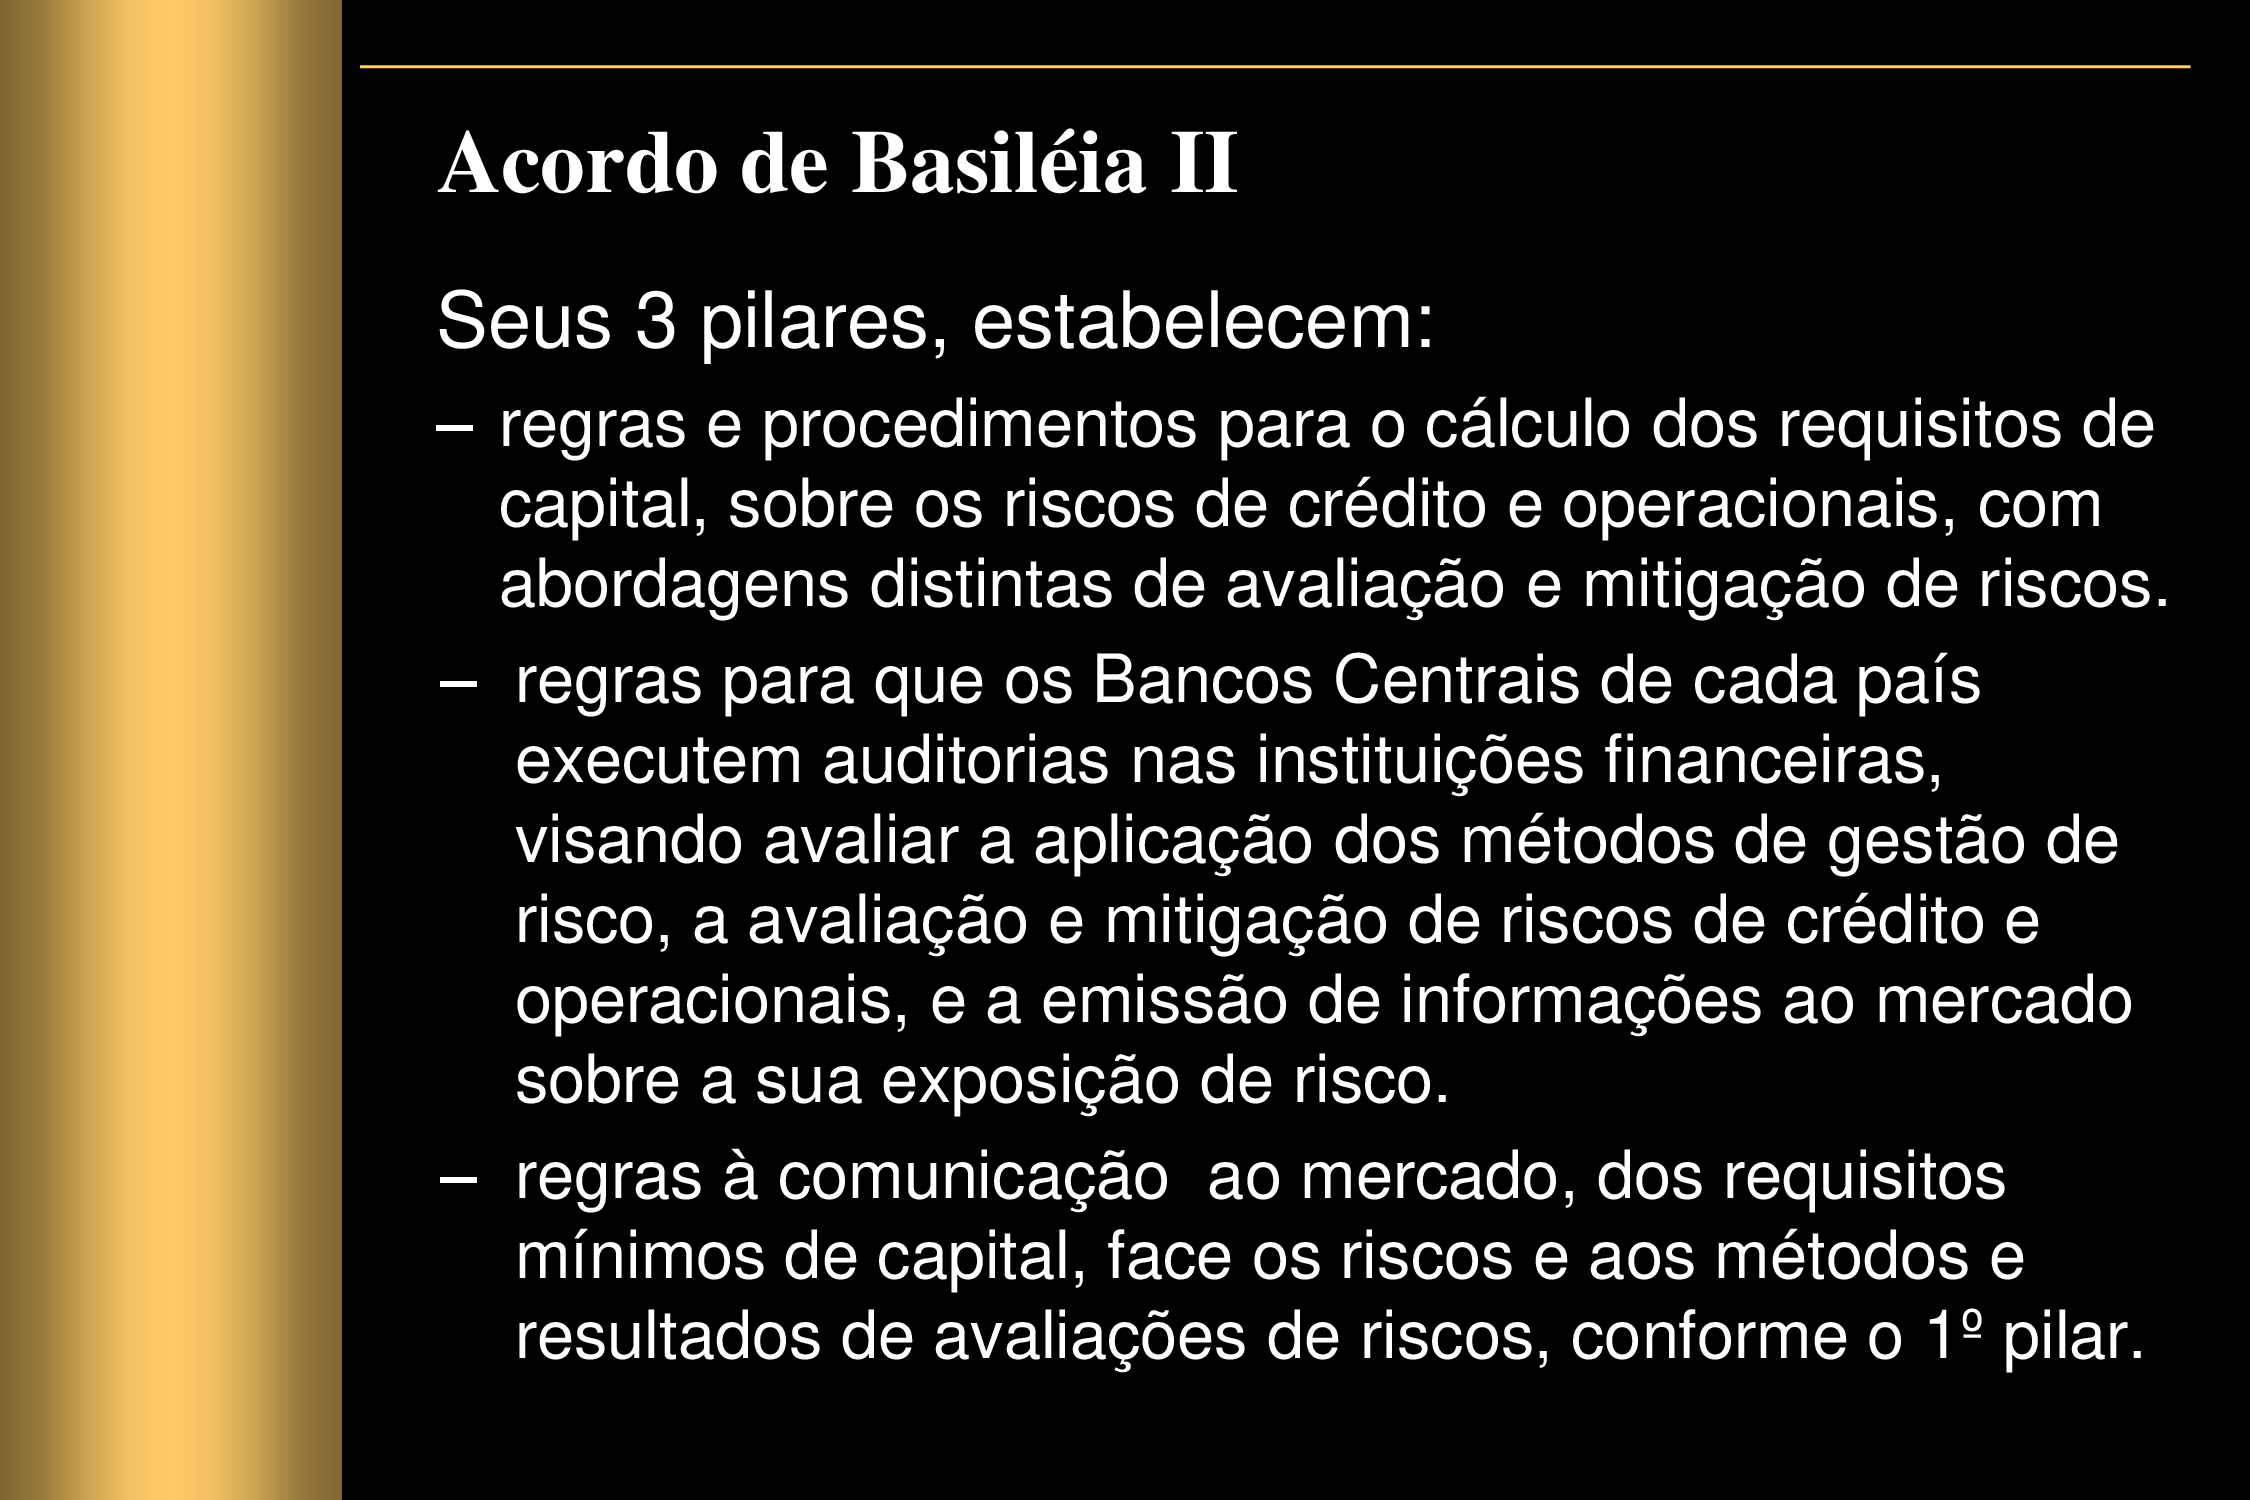 Acordo de Basiléia II
Seus 3 pilares, estabelecem:
– regras e procedimentos para o cálculo dos requisitos de
capital, sobre os riscos de crédito e operacionais, com
abordagens distintas de avaliação e mitigação de riscos.
– regras para que os Bancos Centrais de cada país
executem auditorias nas instituições financeiras,
visando avaliar a aplicação dos métodos de gestão de
risco, a avaliação e mitigação de riscos de crédito e
operacionais, e a emissão de informações ao mercado
sobre a sua exposição de risco.
– regras à comunicação  ao mercado, dos requisitos
mínimos de capital, face os riscos e aos métodos e
resultados de avaliações de riscos, conforme o 1º pilar.